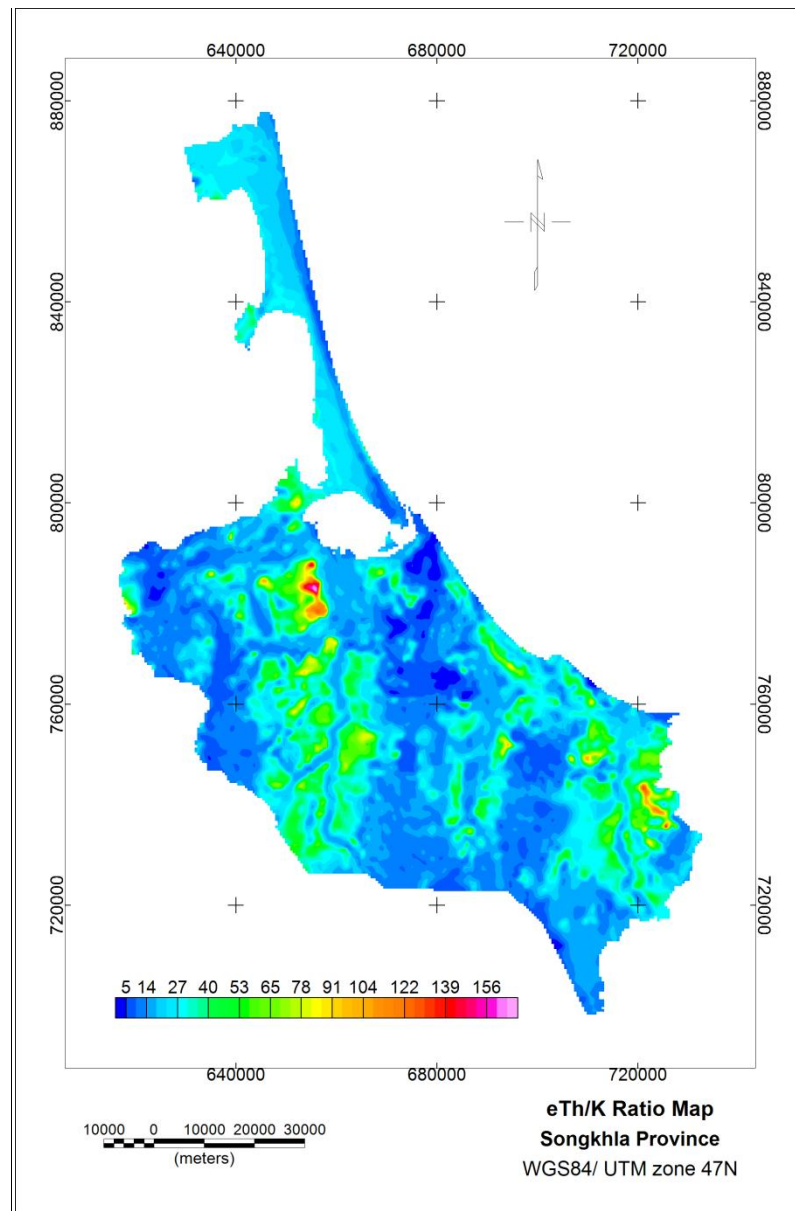 640000 680000 720000
880000 880000
840000 840000
800000 800000
760000 760000
720000 720000
N
5 14 27 40 53 65 78 91 104 122 139 156
640000 680000 720000
10000 0 10000 20000 30000
(meters)
eTh/K Ratio Map
Songkhla Province
WGS84/ UTM zone 47N